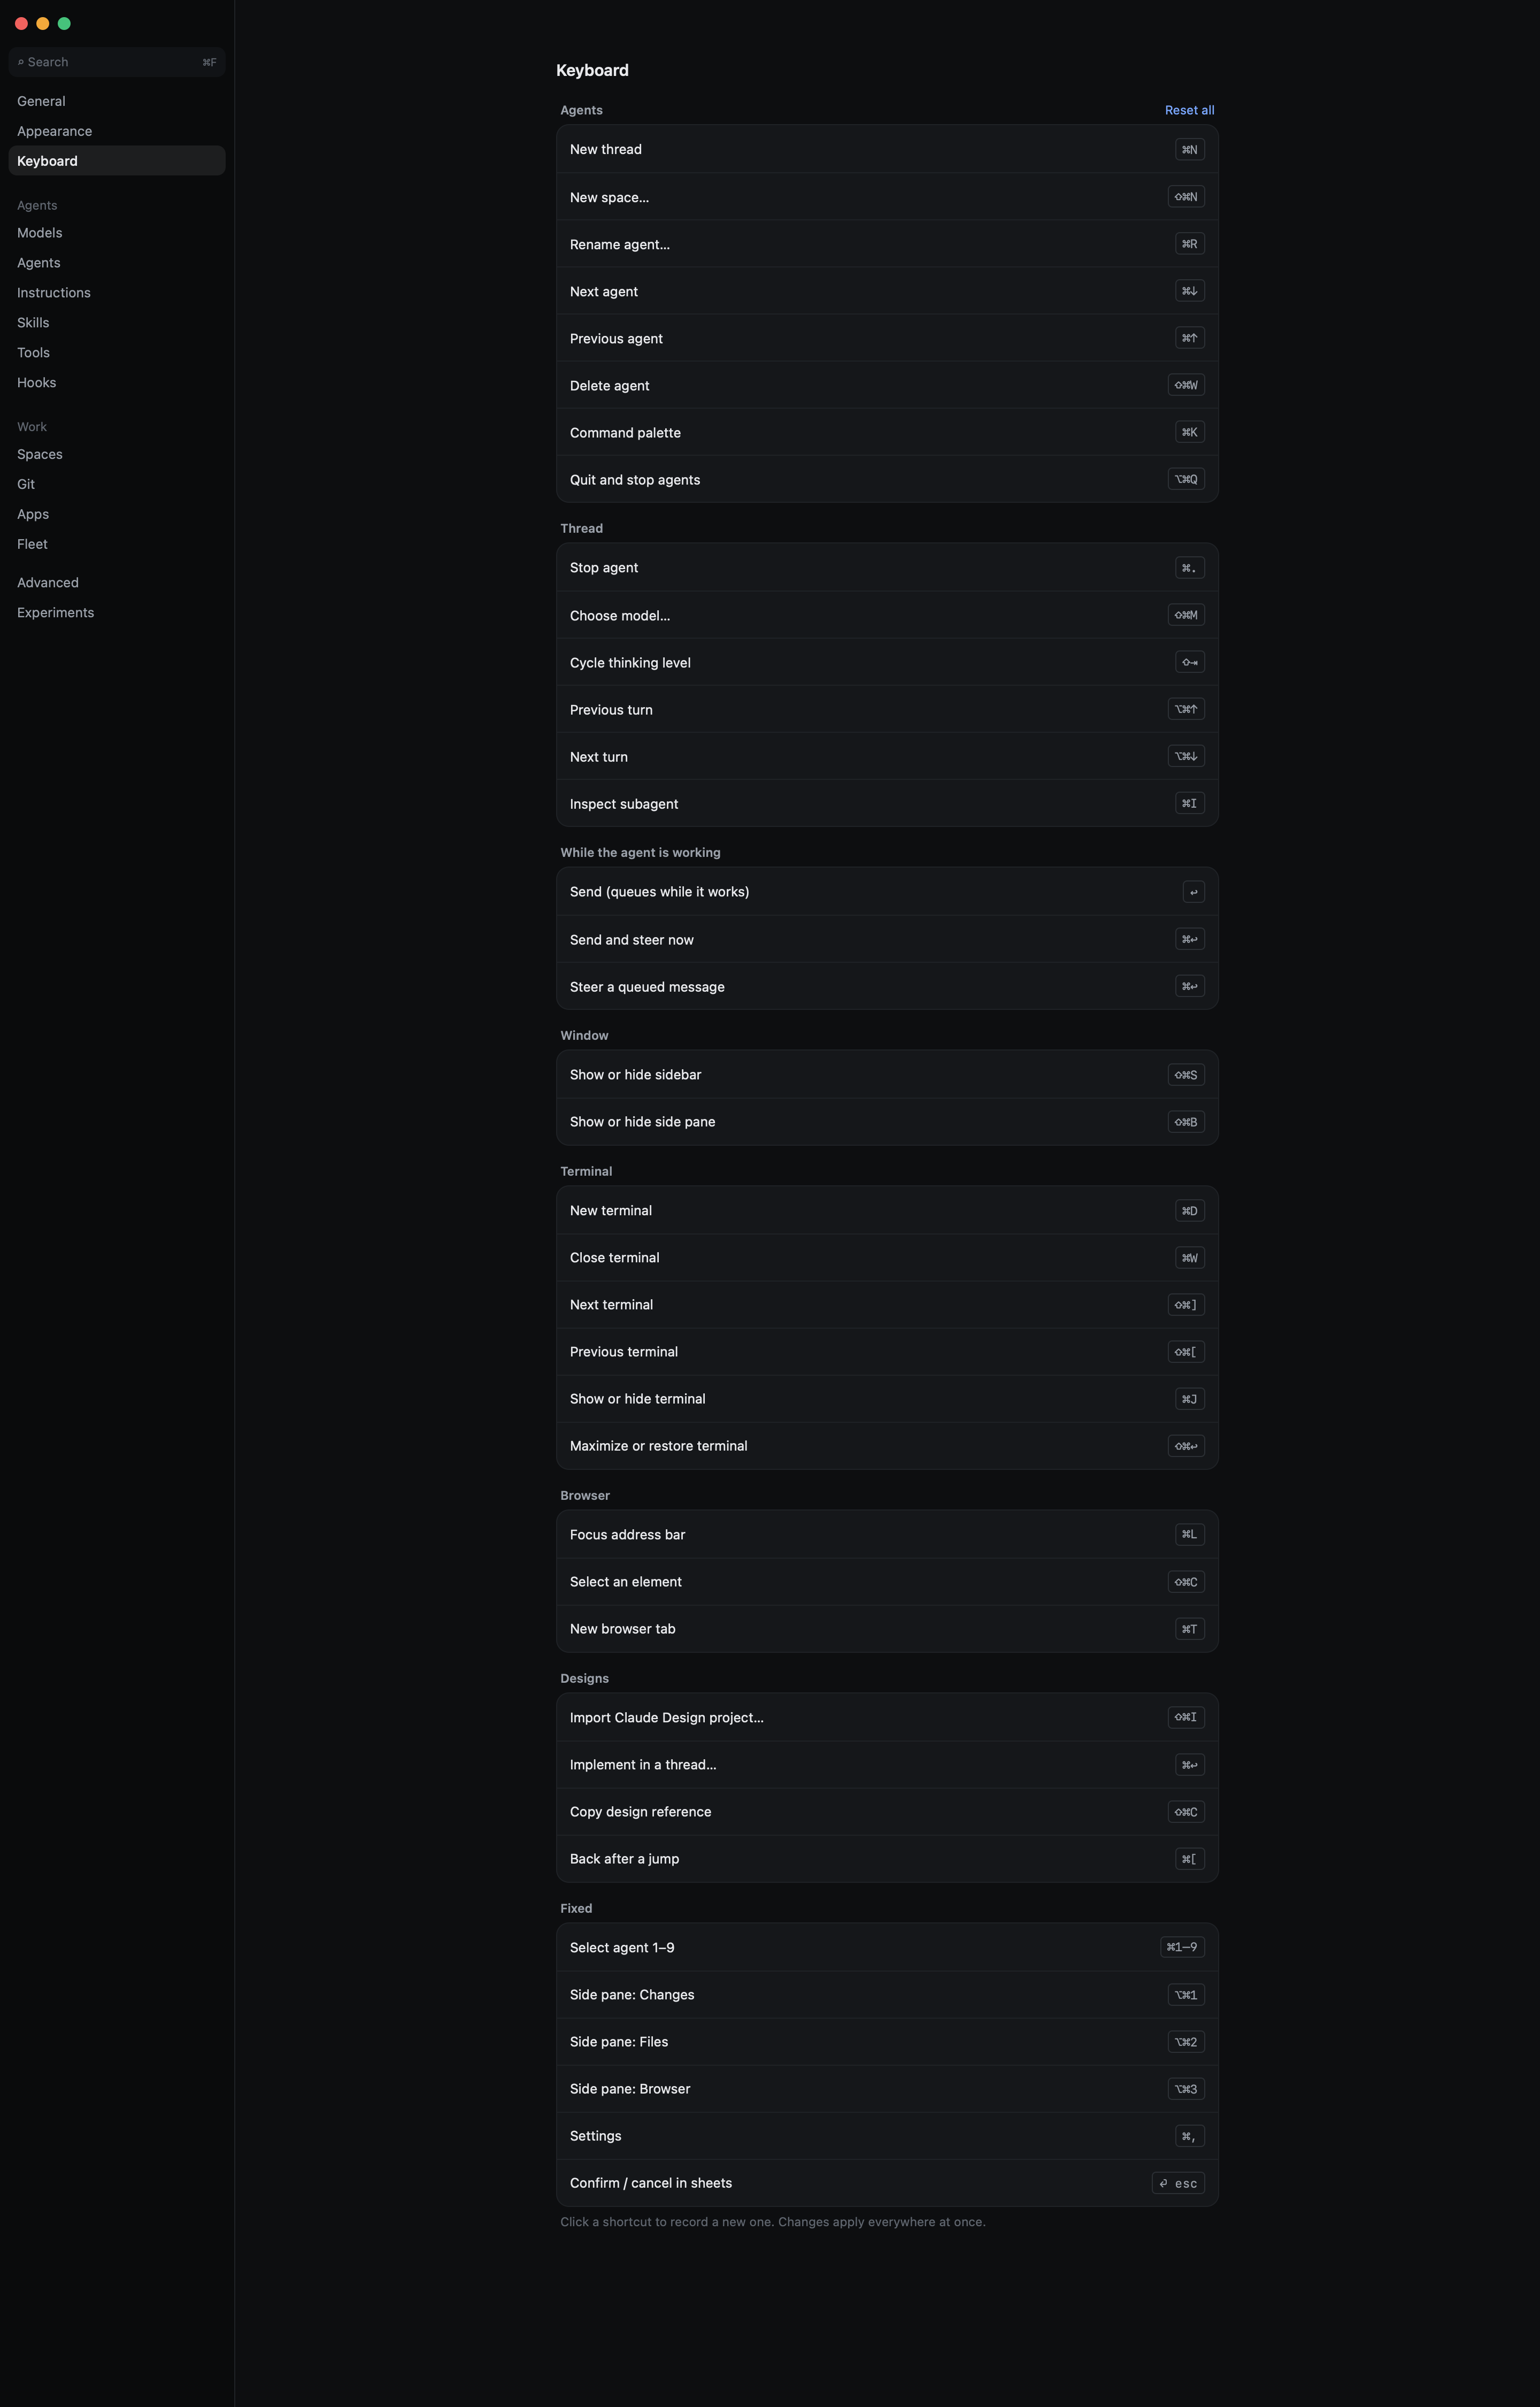 Search ⌘F
General
Appearance
Keyboard
Agents
Models
Agents
Instructions
Skills
Tools
Hooks
Work
Spaces
Git
Apps
Fleet
Advanced
Experiments
Keyboard
Agents Reset all
New thread ⌘N
New space... ⇧⌘N
Rename agent... ⌘R
Next agent ⌘↓
Previous agent ⌘↑
Delete agent ⇧⌘W
Command palette ⌘K
Quit and stop agents ⌥⌘Q
Thread
Stop agent ⌘.
Choose model... ⇧⌘M
Cycle thinking level ⇧⇥
Previous turn ⌥⌘↑
Next turn ⌥⌘↓
Inspect subagent ⌘I
While the agent is working
Send (queues while it works) ↩
Send and steer now ⌘↩
Steer a queued message ⌘↩
Window
Show or hide sidebar ⇧⌘S
Show or hide side pane ⇧⌘B
Terminal
New terminal ⌘D
Close terminal ⌘W
Next terminal ⇧⌘]
Previous terminal ⇧⌘[
Show or hide terminal ⌘J
Maximize or restore terminal ⇧⌘↩
Browser
Focus address bar ⌘L
Select an element ⇧⌘C
New browser tab ⌘T
Designs
Import Claude Design project... ⇧⌘I
Implement in a thread... ⌘↩
Copy design reference ⇧⌘C
Back after a jump ⌘[
Fixed
Select agent 1–9 ⌘1–9
Side pane: Changes ⌥⌘1
Side pane: Files ⌥⌘2
Side pane: Browser ⌥⌘3
Settings ⌘,
Confirm / cancel in sheets ⏎ esc
Click a shortcut to record a new one. Changes apply everywhere at once.